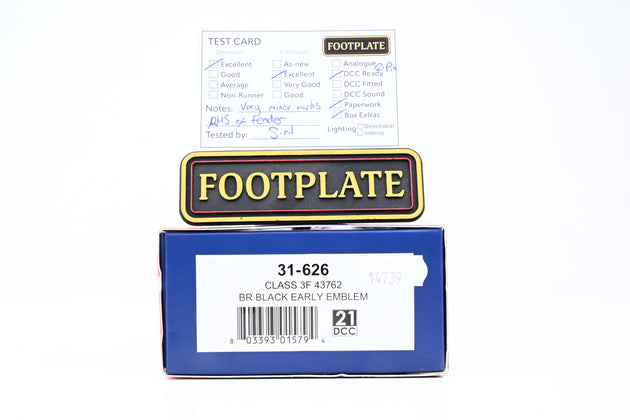 TEST CARD
FOOTPLATE
Operation
Condition
Excellent
Good
Average
Non-Runner
As-new
Excellent
Very Good
Good
Analogue
DCC Ready
DCC Fitted
DCC Sound
Paperwork
Box Extras
Notes: Very minor marks
RHS of Tender
Tested by: S.N
Lighting
Directional
Intense
FOOTPLATE
31-626
CLASS 3F 43762
BR BLACK EARLY EMBLEM
14739
21
DCC
8 03393 01579 4